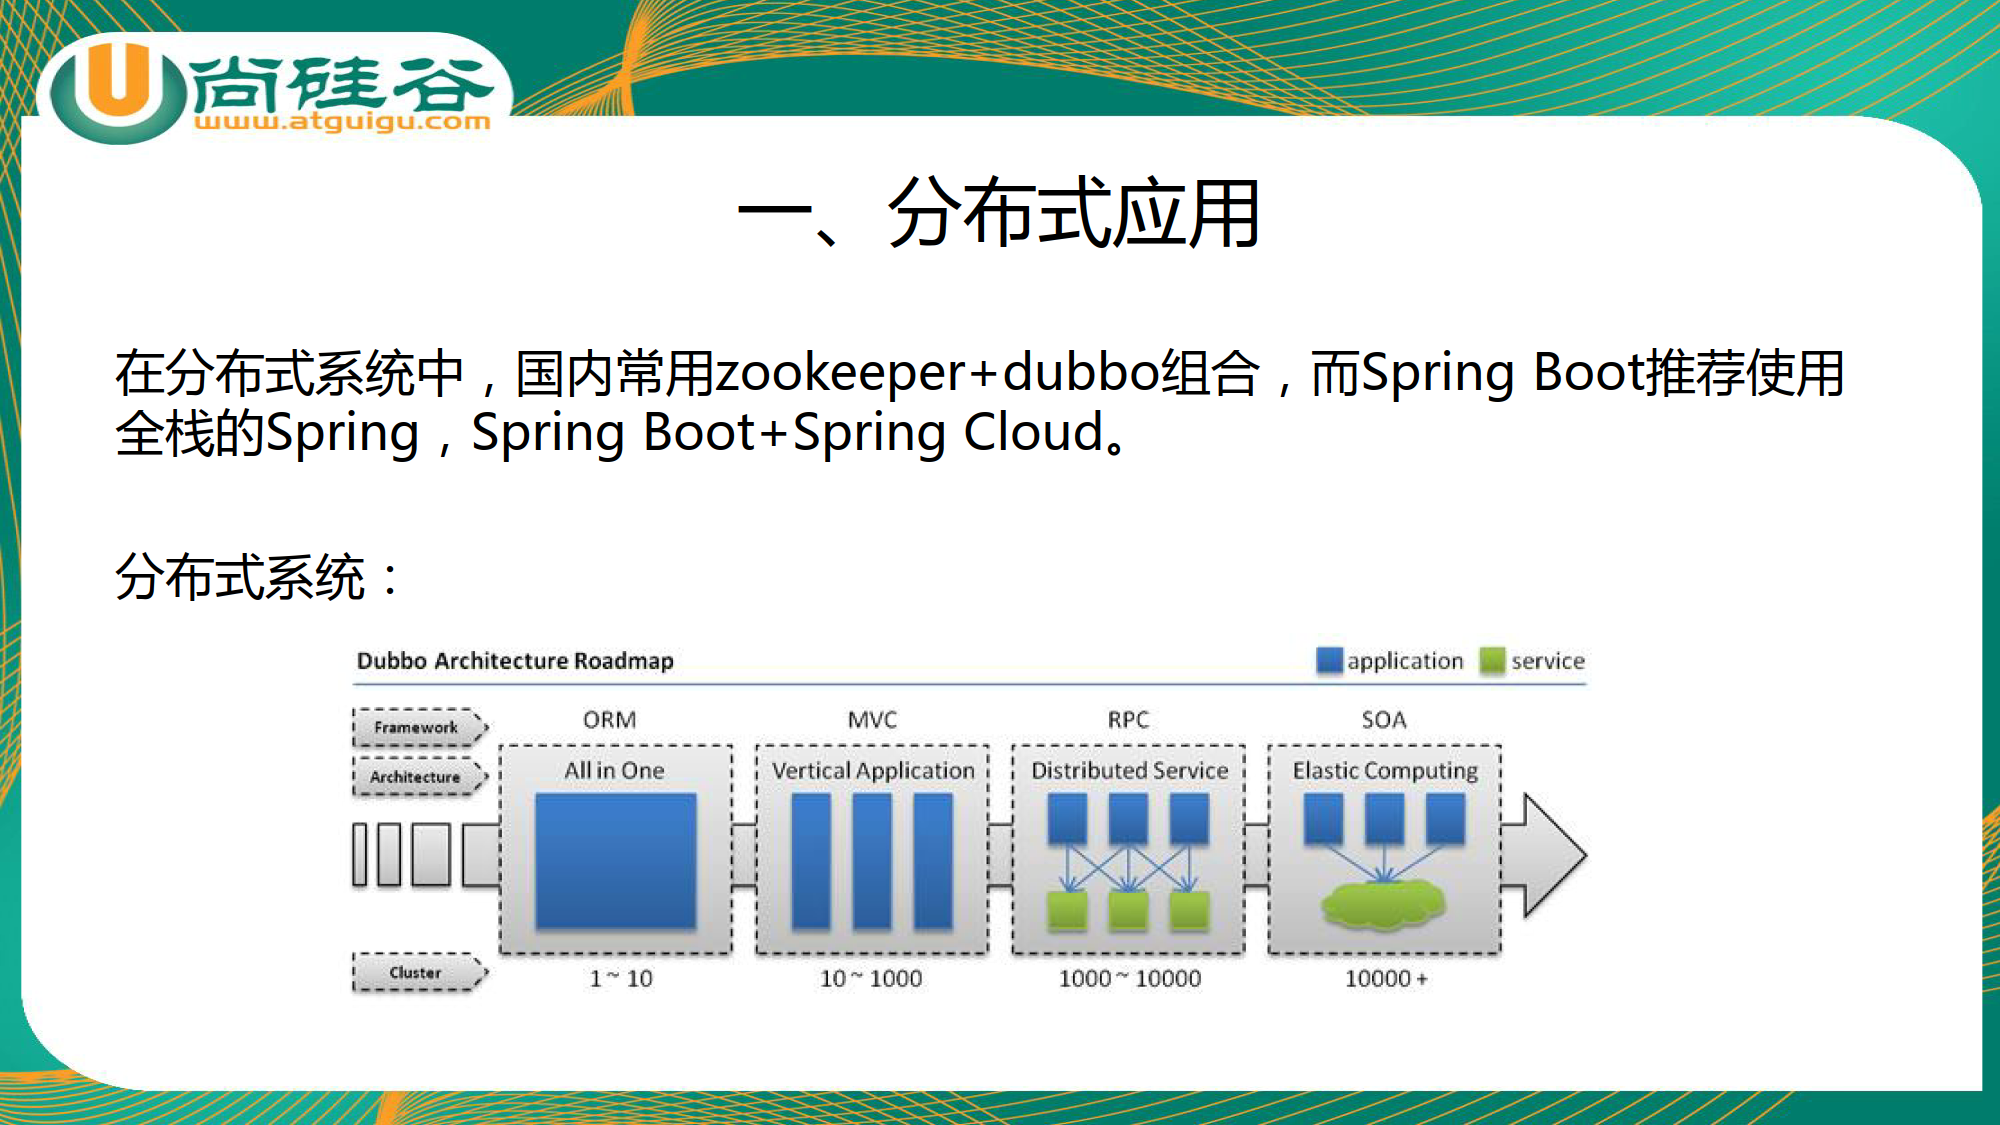 尚硅谷
www.atguigu.com
一、分布式应用
在分布式系统中，国内常用zookeeper+dubbo组合，而Spring Boot推荐使用
全栈的Spring，Spring Boot+Spring Cloud。
分布式系统：
Dubbo Architecture Roadmap application service
Framework ORM MVC RPC SOA
Architecture All in One Vertical Application Distributed Service Elastic Computing
Cluster 1 ~ 10 10 ~ 1000 1000 ~ 10000 10000 +